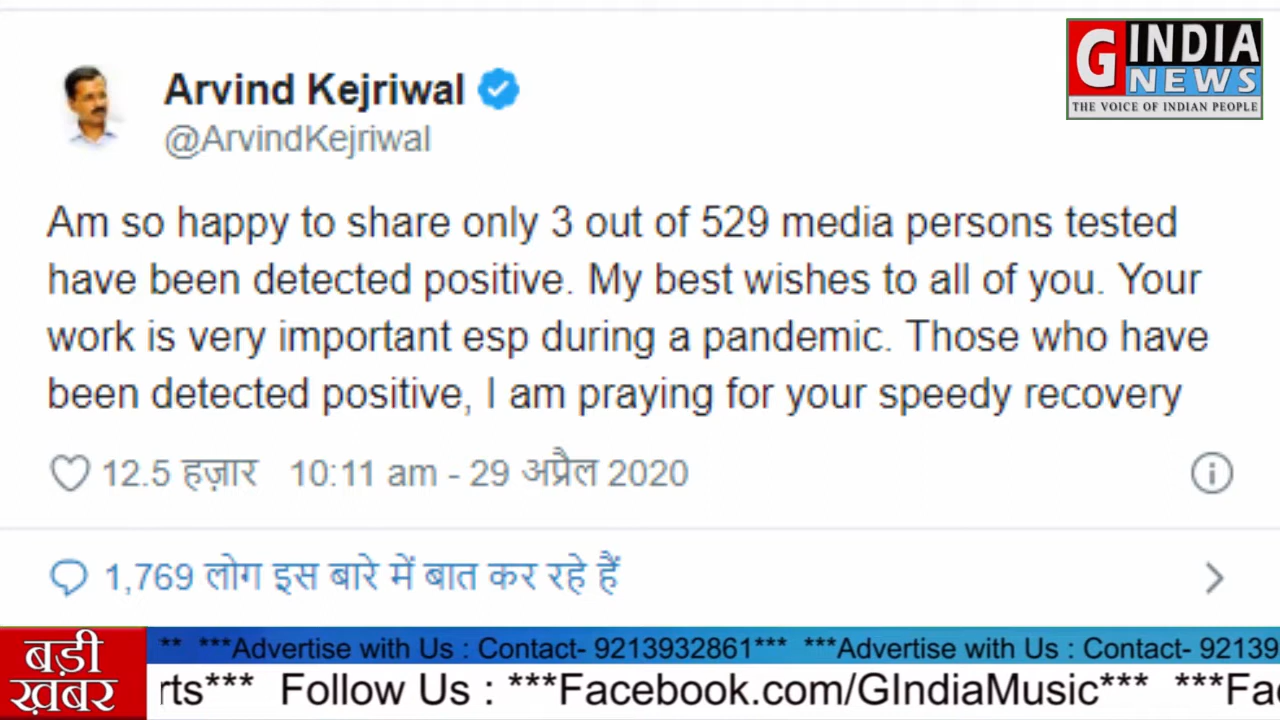 G INDIA
NEWS
THE VOICE OF INDIAN PEOPLE
Arvind Kejriwal
@ArvindKejriwal
Am so happy to share only 3 out of 529 media persons tested
have been detected positive. My best wishes to all of you. Your
work is very important esp during a pandemic. Those who have
been detected positive, I am praying for your speedy recovery
12.5 हज़ार 10:11 am - 29 अप्रैल 2020
1,769 लोग इस बारे में बात कर रहे हैं
बड़ी
ख़बर
** ***Advertise with Us : Contact- 9213932861*** ***Advertise with Us : Contact- 92139
rts*** Follow Us : ***Facebook.com/GIndiaMusic*** ***Fa